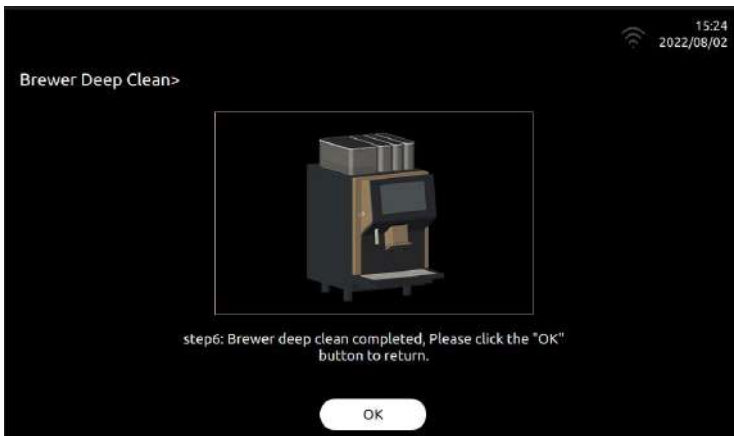 15:24
2022/08/02
Brewer Deep Clean>
step6: Brewer deep clean completed, Please click the "OK"
button to return.
OK